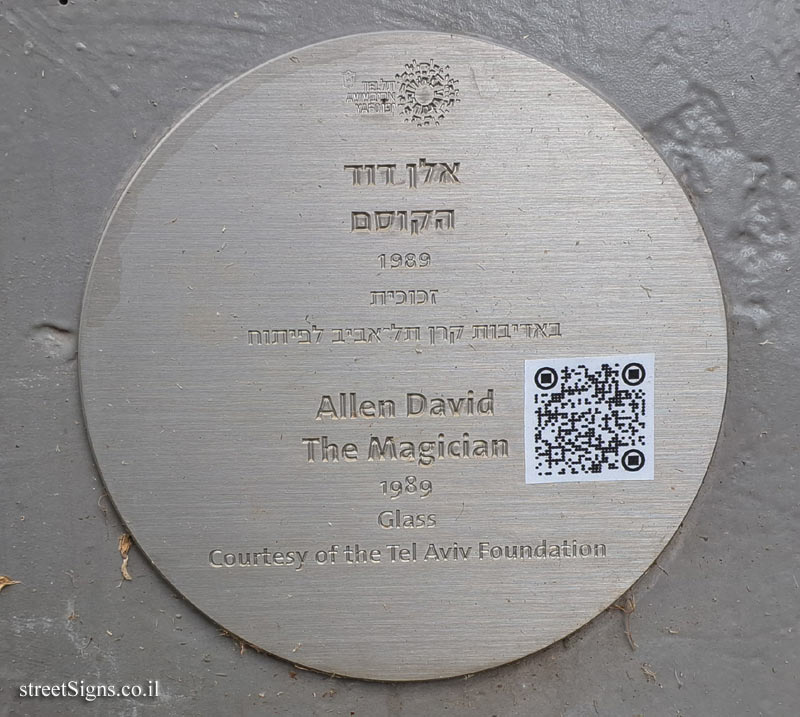 אלן דוד
הקוסם
1989
זכוכית
באדיבות קרן תל-אביב לפיתוח
Allen David
The Magician
1989
Glass
Courtesy of the Tel Aviv Foundation
streetSigns.co.il